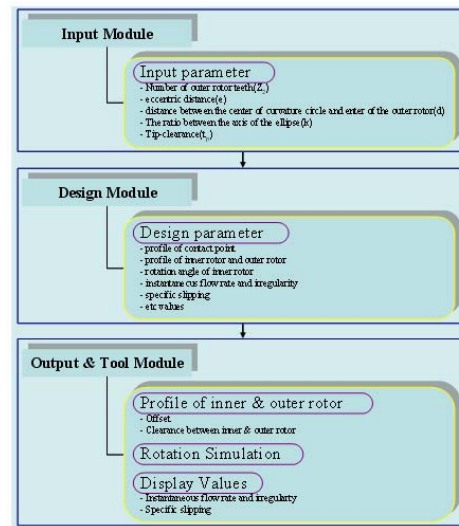 Input Module
Input parameter
- Number of outer rotor teeth(Z₂)
- eccentric distance(e)
- distance between the center of curvature circle and enter of the outer rotor(d)
- The ratio between the axis of the ellipse(k)
- Tip-clearance(tₚ)
Design Module
Design parameter
- profile of contact point
- profile of inner rotor and outer rotor
- rotation angle of inner rotor
- instantaneous flow rate and irregularity
- specific slipping
- etc values
Output & Tool Module
Profile of inner & outer rotor
- Offset
- Clearance between inner & outer rotor
Rotation Simulation
Display Values
- Instantaneous flow rate and irregularity
- Specific slipping